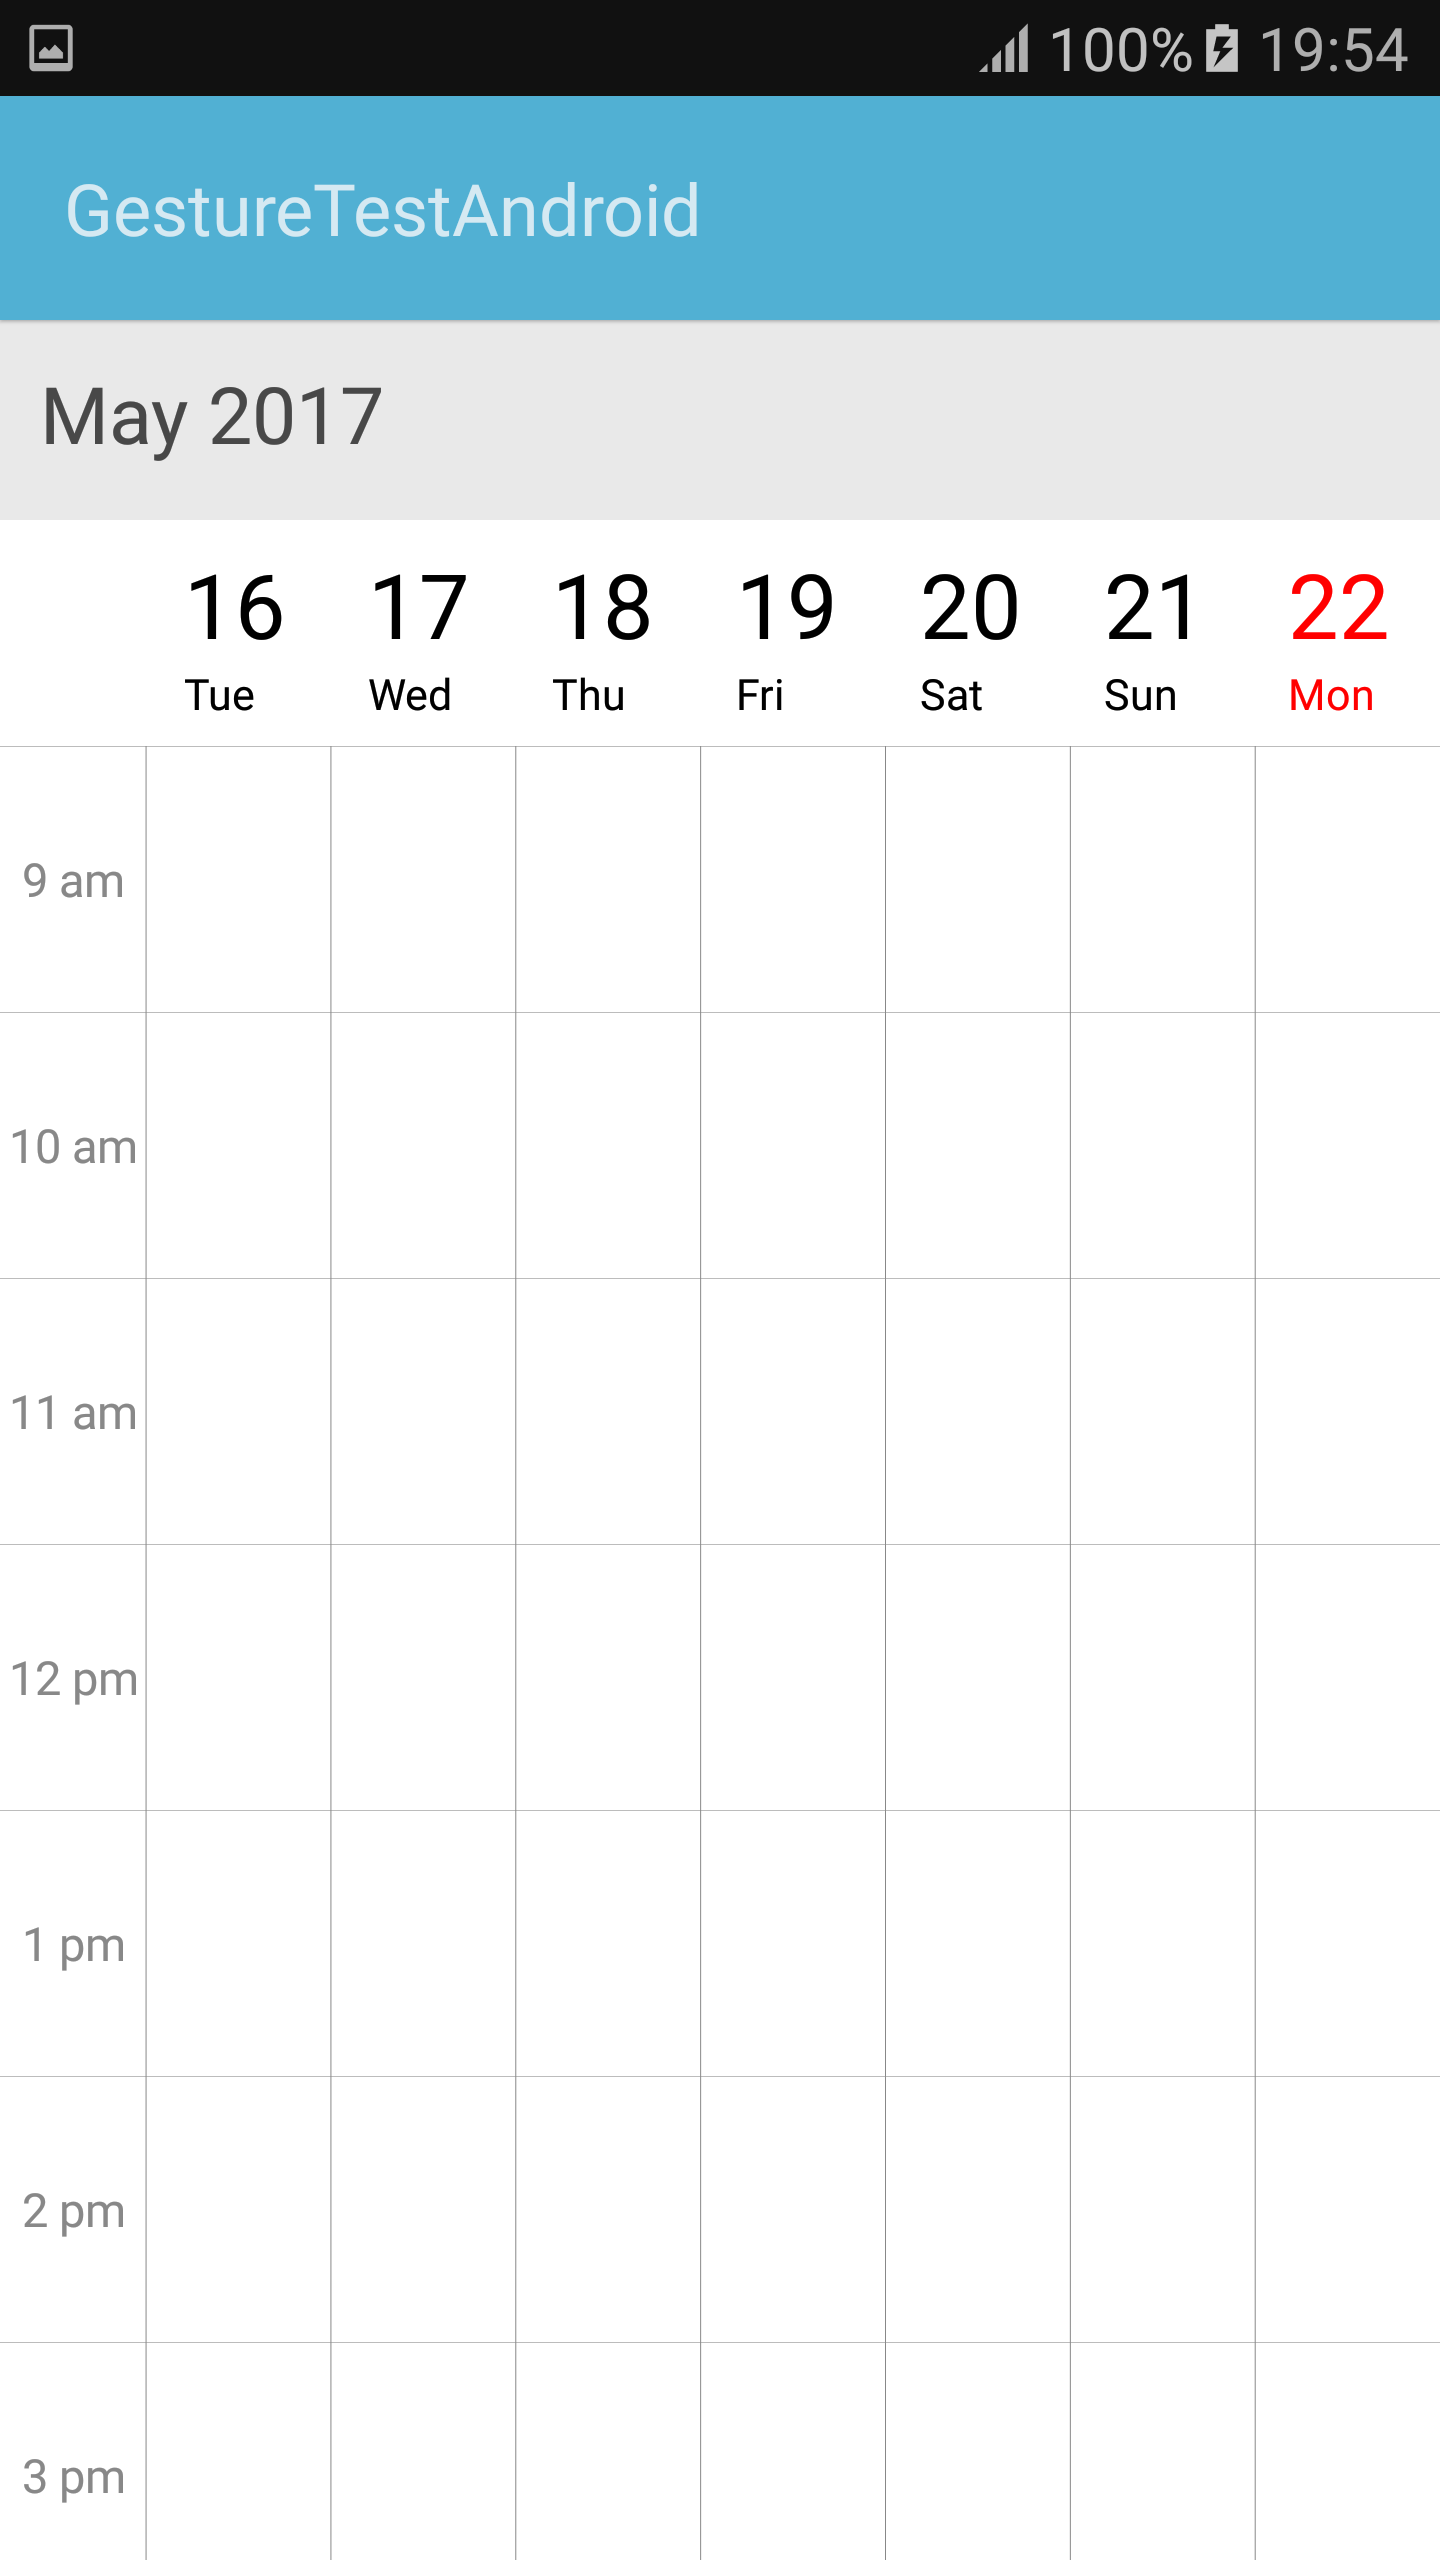 100% 19:54
GestureTestAndroid
May 2017
16 17 18 19 20 21 22
Tue Wed Thu Fri Sat Sun Mon
9 am
10 am
11 am
12 pm
1 pm
2 pm
3 pm